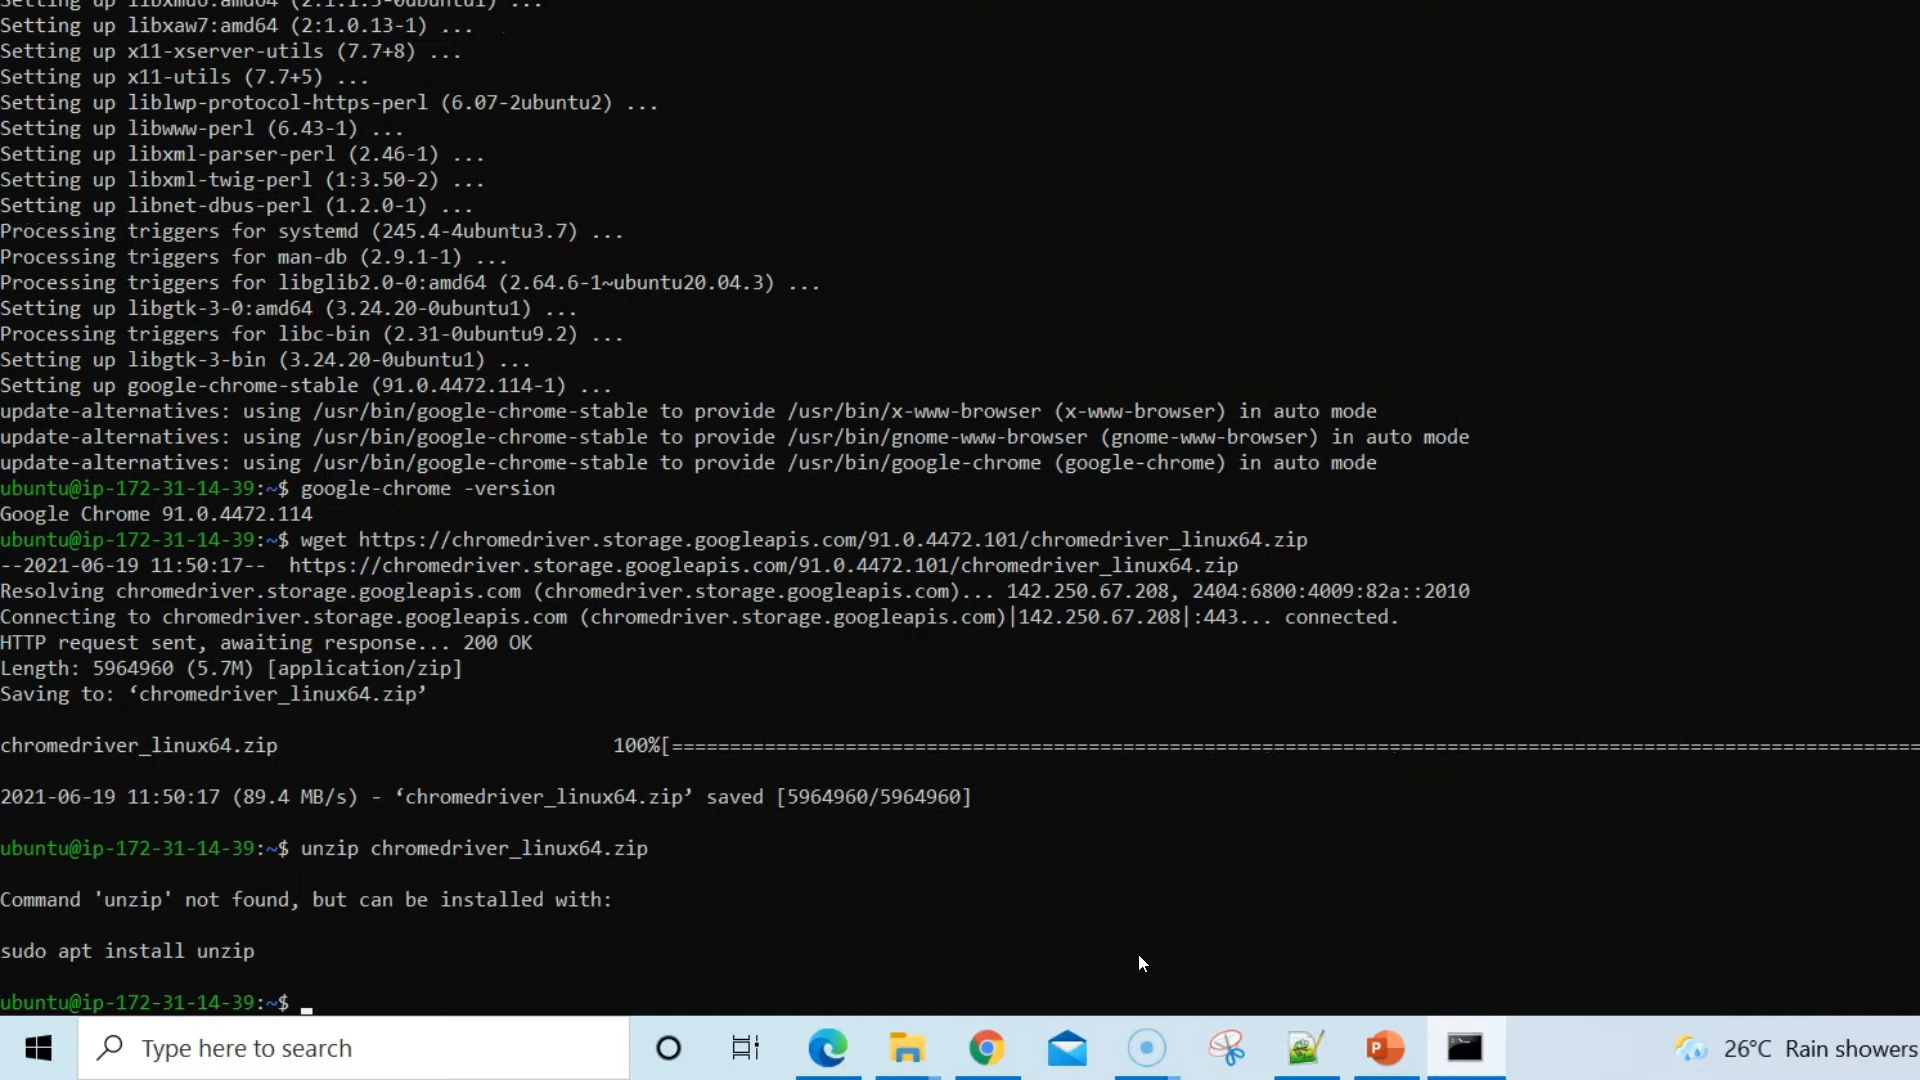 Setting up libxmu6:amd64 (2:1.1.3-0ubuntu1) ...
Setting up libxaw7:amd64 (2:1.0.13-1) ...
Setting up x11-xserver-utils (7.7+8) ...
Setting up x11-utils (7.7+5) ...
Setting up liblwp-protocol-https-perl (6.07-2ubuntu2) ...
Setting up libwww-perl (6.43-1) ...
Setting up libxml-parser-perl (2.46-1) ...
Setting up libxml-twig-perl (1:3.50-2) ...
Setting up libnet-dbus-perl (1.2.0-1) ...
Processing triggers for systemd (245.4-4ubuntu3.7) ...
Processing triggers for man-db (2.9.1-1) ...
Processing triggers for libglib2.0-0:amd64 (2.64.6-1~ubuntu20.04.3) ...
Setting up libgtk-3-0:amd64 (3.24.20-0ubuntu1) ...
Processing triggers for libc-bin (2.31-0ubuntu9.2) ...
Setting up libgtk-3-bin (3.24.20-0ubuntu1) ...
Setting up google-chrome-stable (91.0.4472.114-1) ...
update-alternatives: using /usr/bin/google-chrome-stable to provide /usr/bin/x-www-browser (x-www-browser) in auto mode
update-alternatives: using /usr/bin/google-chrome-stable to provide /usr/bin/gnome-www-browser (gnome-www-browser) in auto mode
update-alternatives: using /usr/bin/google-chrome-stable to provide /usr/bin/google-chrome (google-chrome) in auto mode
ubuntu@ip-172-31-14-39:~$ google-chrome -version
Google Chrome 91.0.4472.114
ubuntu@ip-172-31-14-39:~$ wget https://chromedriver.storage.googleapis.com/91.0.4472.101/chromedriver_linux64.zip
--2021-06-19 11:50:17--  https://chromedriver.storage.googleapis.com/91.0.4472.101/chromedriver_linux64.zip
Resolving chromedriver.storage.googleapis.com (chromedriver.storage.googleapis.com)... 142.250.67.208, 2404:6800:4009:82a::2010
Connecting to chromedriver.storage.googleapis.com (chromedriver.storage.googleapis.com)|142.250.67.208|:443... connected.
HTTP request sent, awaiting response... 200 OK
Length: 5964960 (5.7M) [application/zip]
Saving to: ‘chromedriver_linux64.zip’
chromedriver_linux64.zip 100%[============================================================================================================
2021-06-19 11:50:17 (89.4 MB/s) - ‘chromedriver_linux64.zip’ saved [5964960/5964960]
ubuntu@ip-172-31-14-39:~$ unzip chromedriver_linux64.zip
Command 'unzip' not found, but can be installed with:
sudo apt install unzip
ubuntu@ip-172-31-14-39:~$
Type here to search
26°C Rain showers